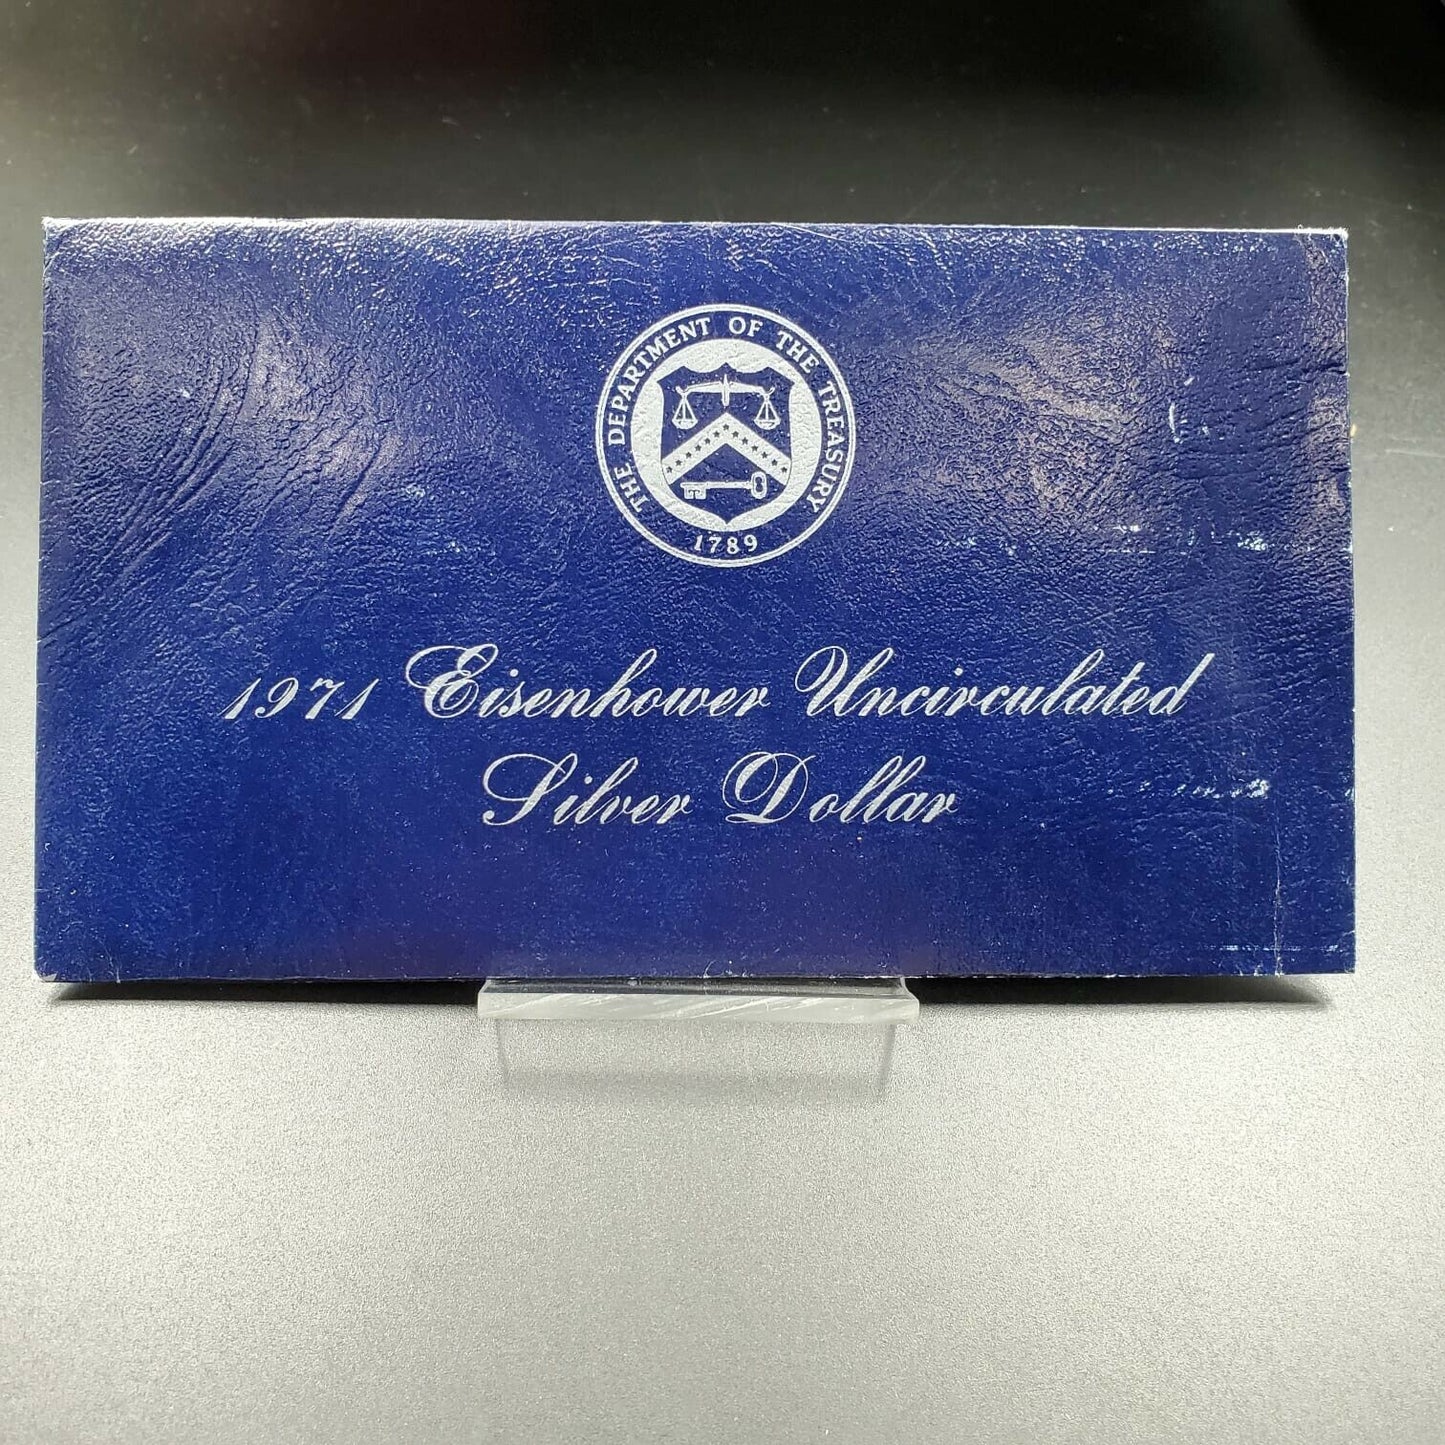 THE DEPARTMENT OF THE TREASURY
1789
1971 Eisenhower Uncirculated
Silver Dollar